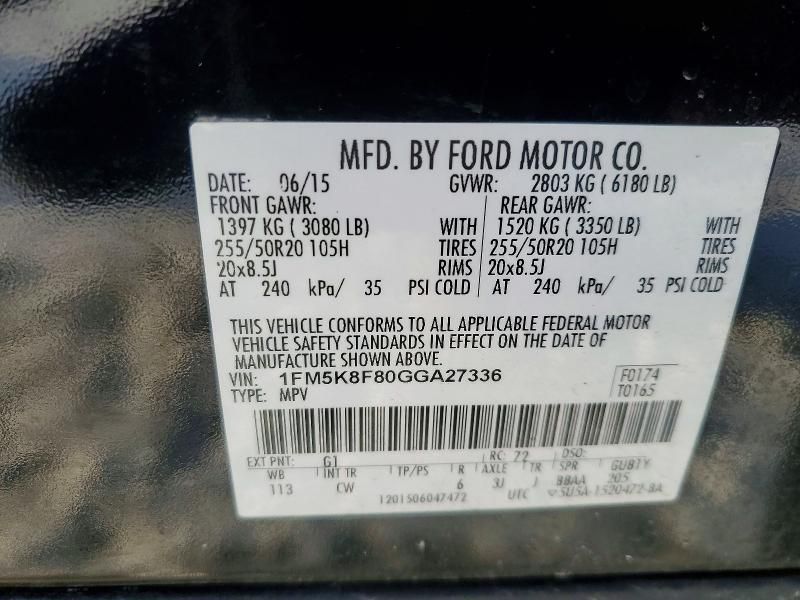 MFD. BY FORD MOTOR CO.
DATE: 06/15 GVWR: 2803 KG ( 6180 LB)
FRONT GAWR: REAR GAWR:
1397 KG ( 3080 LB) WITH 1520 KG ( 3350 LB) WITH
255/50R20 105H TIRES 255/50R20 105H TIRES
20x8.5J RIMS 20x8.5J RIMS
AT 240 kPa/ 35 PSI COLD AT 240 kPa/ 35 PSI COLD
THIS VEHICLE CONFORMS TO ALL APPLICABLE FEDERAL MOTOR
VEHICLE SAFETY STANDARDS IN EFFECT ON THE DATE OF
MANUFACTURE SHOWN ABOVE.
VIN: 1FM5K8F80GGA27336 F0174
TYPE: MPV T0165
EXT PNT: G1 RC: 72 DSO:
WB INT TR TP/PS R AXLE TR SPR GUB1Y
113 CW 6 3J J BBAA 205
1201506047472 UTC 5U5A-1520472-BA